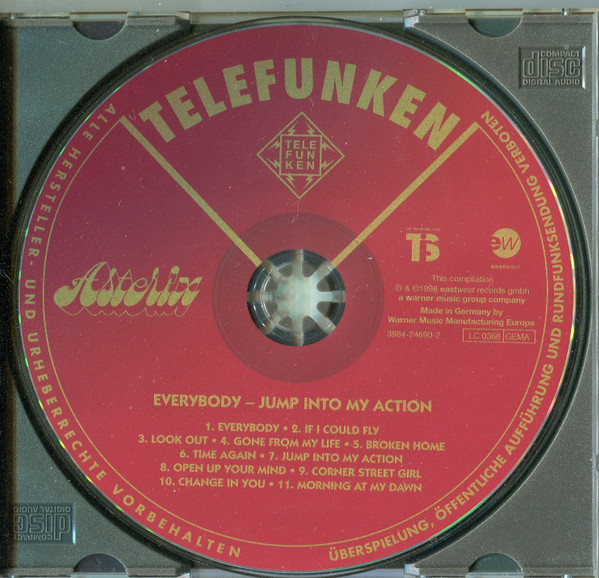 TELEFUNKEN
TELE
FUN
KEN
TS
ew
eastwest
Asterix
This compilation
℗ & ©1998 eastwest records gmbh
a warner music group company
Made in Germany by
Warner Music Manufacturing Europe
3984-24690-2
LC 0366 GEMA
EVERYBODY – JUMP INTO MY ACTION
1. EVERYBODY • 2. IF I COULD FLY
3. LOOK OUT • 4. GONE FROM MY LIFE • 5. BROKEN HOME
6. TIME AGAIN • 7. JUMP INTO MY ACTION
8. OPEN UP YOUR MIND • 9. CORNER STREET GIRL
10. CHANGE IN YOU • 11. MORNING AT MY DAWN
ALLE HERSTELLER- UND URHEBERRECHTE VORBEHALTEN
ÜBERSPIELUNG, ÖFFENTLICHE AUFFÜHRUNG UND RUNDFUNKSENDUNG VERBOTEN
COMPACT
disc
DIGITAL AUDIO
COMPACT
disc
DIGITAL AUDIO